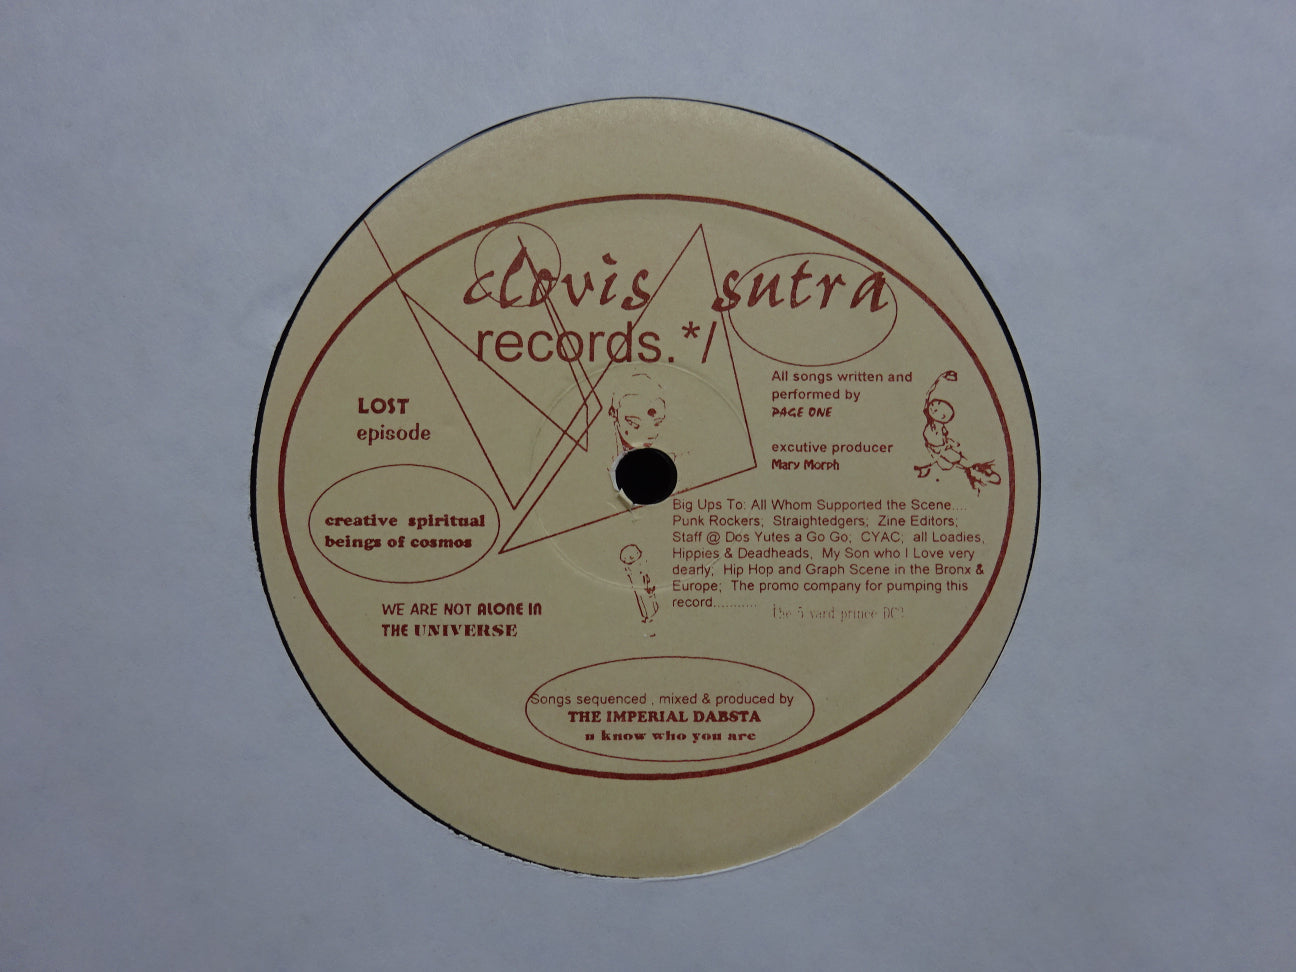 clovis sutra
records.*/
LOST
episode
creative spiritual
beings of cosmos
WE ARE NOT ALONE IN
THE UNIVERSE
All songs written and
performed by
PAGE ONE
excutive producer
Mary Morph
Big Ups To: All Whom Supported the Scene....
Punk Rockers; Straightedgers; Zine Editors;
Staff @ Dos Yutes a Go Go; CYAC; all Loadies,
Hippies & Deadheads, My Son who I Love very
dearly, Hip Hop and Graph Scene in the Bronx &
Europe; The promo company for pumping this
record...........
The 5 yard prince
Songs sequenced , mixed & produced by
THE IMPERIAL DABSTA
u know who you are